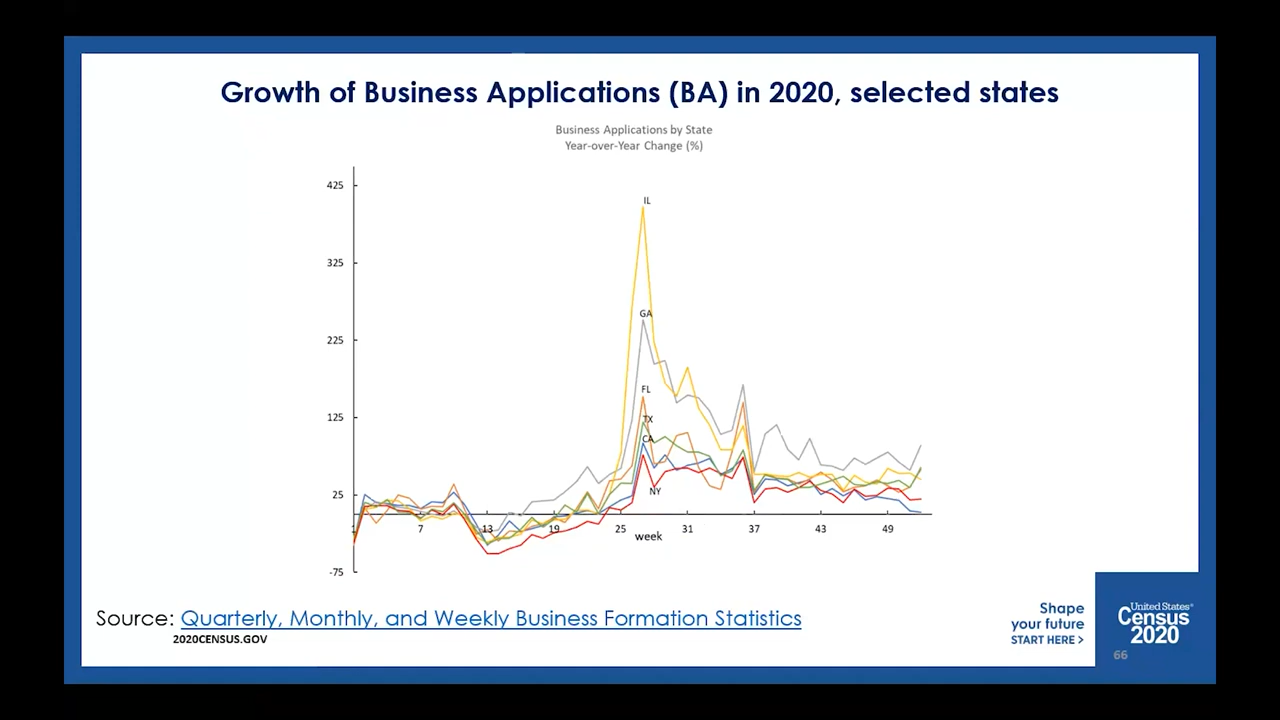 Growth of Business Applications (BA) in 2020, selected states
Business Applications by State
Year-over-Year Change (%)
425
IL
325
GA
225
FL
125
TX
CA
NY
25
1
7
13
19
25
31
37
43
49
week
-75
Source: Quarterly, Monthly, and Weekly Business Formation Statistics
2020CENSUS.GOV
Shape
your future
START HERE >
United States®
Census
2020
66